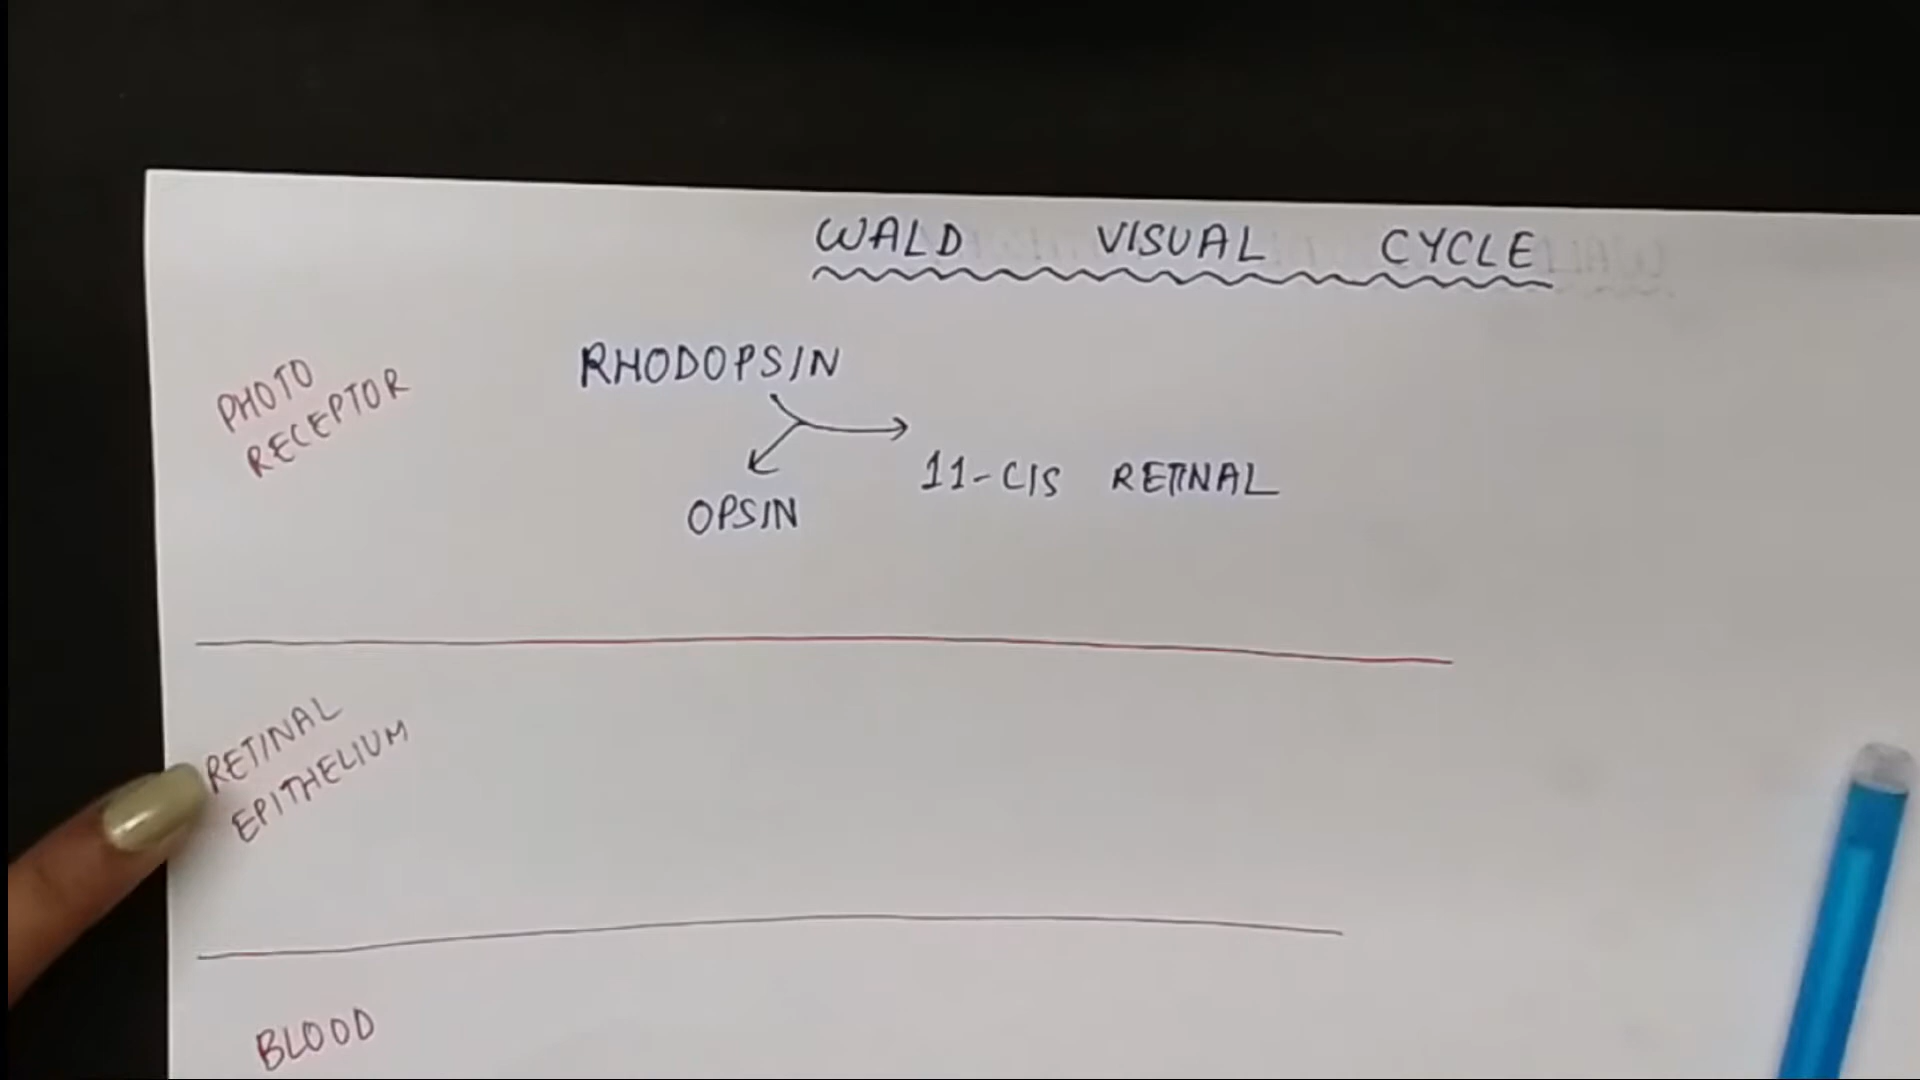 WALD VISUAL CYCLE
PHOTO
RECEPTOR
RHODOPSIN
OPSIN
11-CIS RETINAL
RETINAL
EPITHELIUM
BLOOD